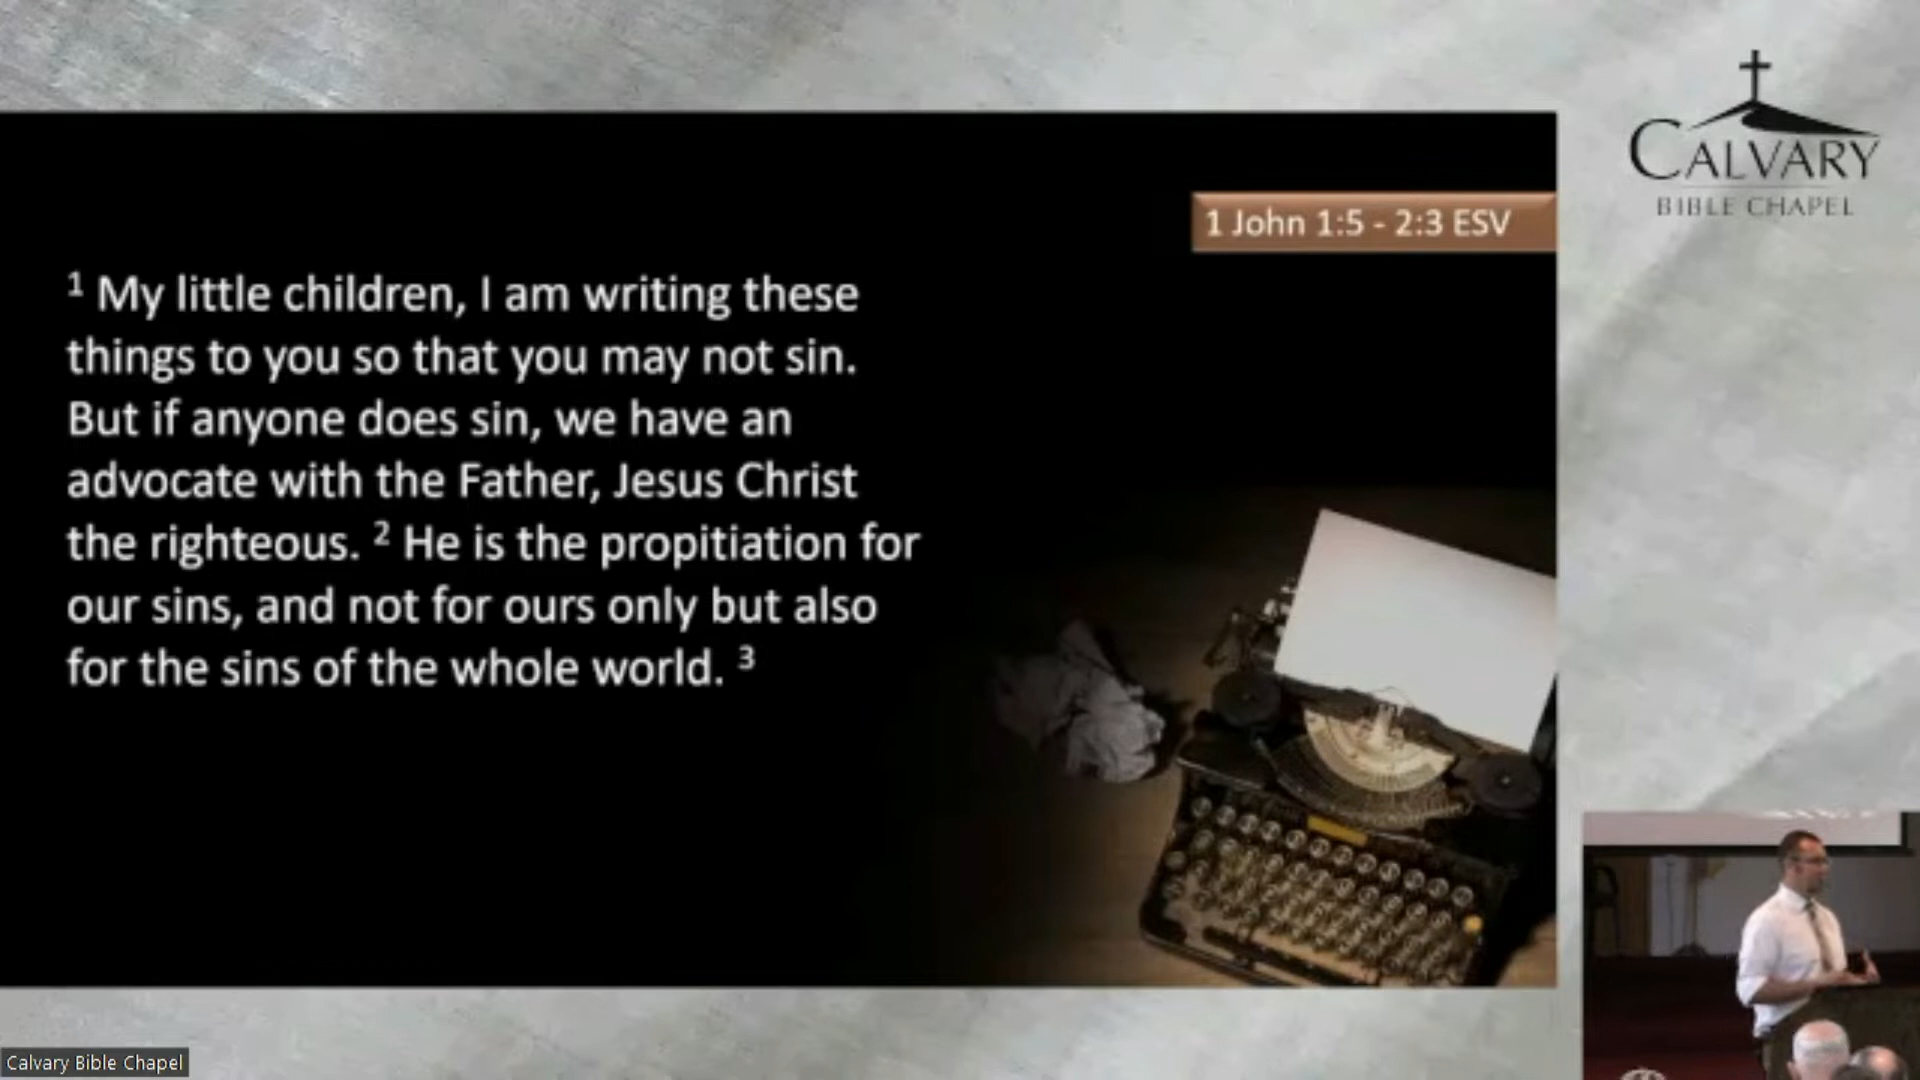 CALVARY
BIBLE CHAPEL
1 John 1:5 - 2:3 ESV
1 My little children, I am writing these
things to you so that you may not sin.
But if anyone does sin, we have an
advocate with the Father, Jesus Christ
the righteous. 2 He is the propitiation for
our sins, and not for ours only but also
for the sins of the whole world. 3
Calvary Bible Chapel